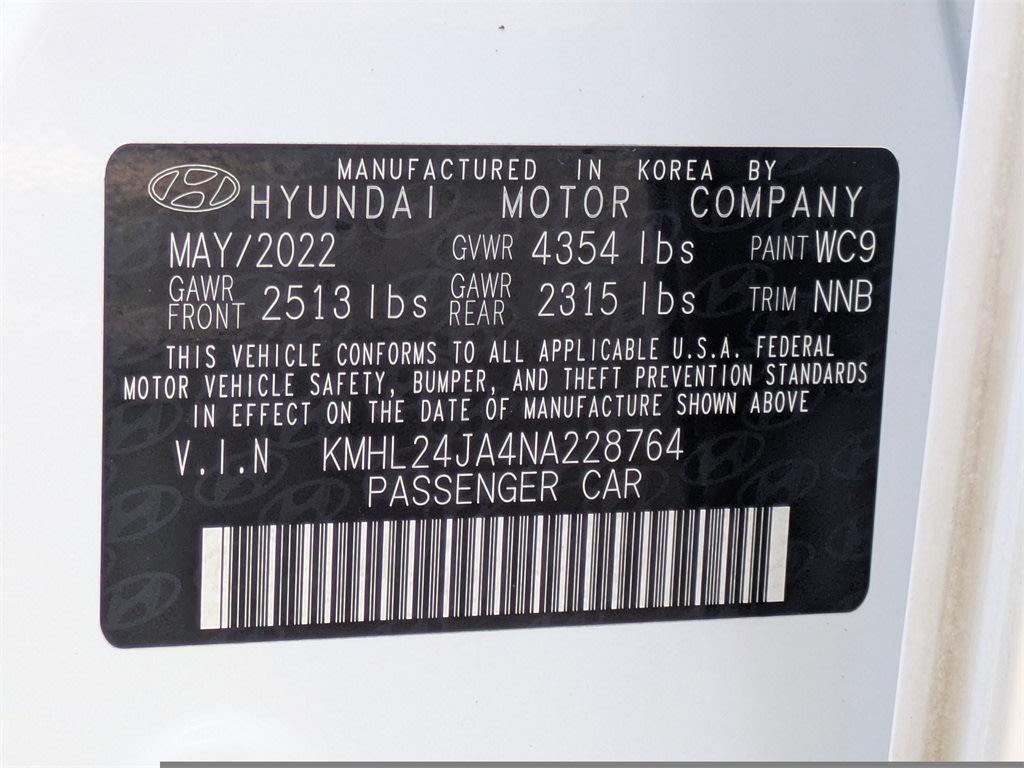 MANUFACTURED IN KOREA BY
HYUNDAI MOTOR COMPANY
MAY/2022 GVWR 4354 lbs PAINT WC9
GAWR FRONT 2513 lbs GAWR REAR 2315 lbs TRIM NNB
THIS VEHICLE CONFORMS TO ALL APPLICABLE U.S.A. FEDERAL
MOTOR VEHICLE SAFETY, BUMPER, AND THEFT PREVENTION STANDARDS
IN EFFECT ON THE DATE OF MANUFACTURE SHOWN ABOVE
V.I.N KMHL24JA4NA228764
PASSENGER CAR